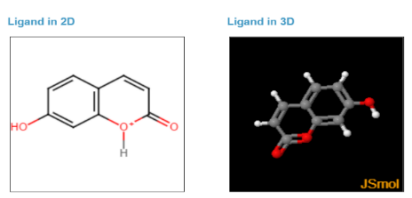 Ligand in 2D
Ligand in 3D
HO
O+
O
H
JSmol